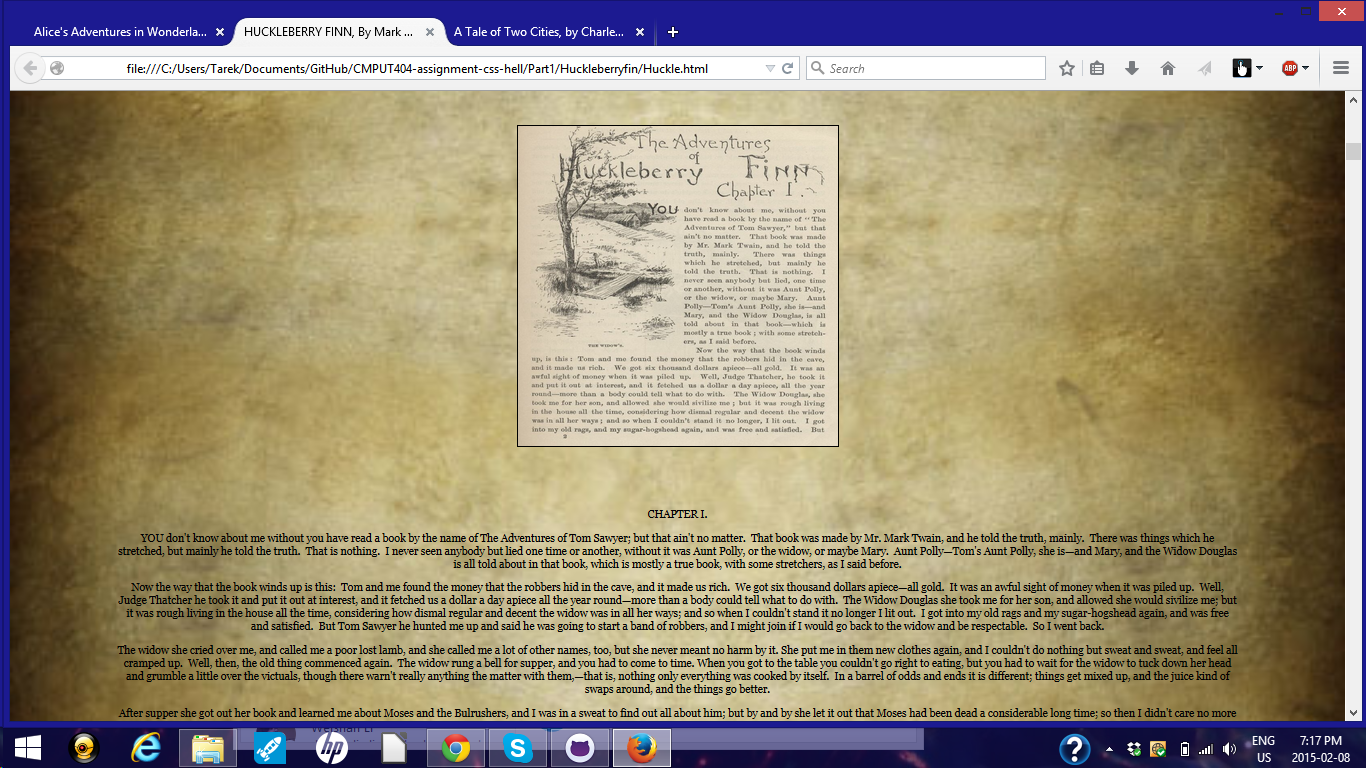 Alice's Adventures in Wonderla...
HUCKLEBERRY FINN, By Mark ...
A Tale of Two Cities, by Charle...
file:///C:/Users/Tarek/Documents/GitHub/CMPUT404-assignment-css-hell/Part1/Huckleberryfin/Huckle.html
Search
ABP
The Adventures
of
Huckleberry Finn
Chapter I.
YOU don't know about me, without you
have read a book by the name of "The
Adventures of Tom Sawyer," but that
ain't no matter. That book was made
by Mr. Mark Twain, and he told the
truth, mainly. There was things
which he stretched, but mainly he
told the truth. That is nothing. I
never seen anybody but lied, one time
or another, without it was Aunt Polly,
or the widow, or maybe Mary. Aunt
Polly—Tom's Aunt Polly, she is—and
Mary, and the Widow Douglas, is all
told about in that book—which is
mostly a true book; with some stretch-
ers, as I said before.
THE WIDOW'S.
Now the way that the book winds
up, is this: Tom and me found the money that the robbers hid in the cave,
and it made us rich. We got six thousand dollars apiece—all gold. It was an
awful sight of money when it was piled up. Well, Judge Thatcher, he took it
and put it out at interest, and it fetched us a dollar a day apiece, all the year
round—more than a body could tell what to do with. The Widow Douglas, she
took me for her son, and allowed she would sivilize me; but it was rough living
in the house all the time, considering how dismal regular and decent the widow
was in all her ways; and so when I couldn't stand it no longer, I lit out. I got
into my old rags, and my sugar-hogshead again, and was free and satisfied. But
2
CHAPTER I.
YOU don't know about me without you have read a book by the name of The Adventures of Tom Sawyer; but that ain't no matter. That book was made by Mr. Mark Twain, and he told the truth, mainly. There was things which he
stretched, but mainly he told the truth. That is nothing. I never seen anybody but lied one time or another, without it was Aunt Polly, or the widow, or maybe Mary. Aunt Polly—Tom's Aunt Polly, she is—and Mary, and the Widow Douglas
is all told about in that book, which is mostly a true book, with some stretchers, as I said before.
Now the way that the book winds up is this: Tom and me found the money that the robbers hid in the cave, and it made us rich. We got six thousand dollars apiece—all gold. It was an awful sight of money when it was piled up. Well,
Judge Thatcher he took it and put it out at interest, and it fetched us a dollar a day apiece all the year round—more than a body could tell what to do with. The Widow Douglas she took me for her son, and allowed she would sivilize me; but
it was rough living in the house all the time, considering how dismal regular and decent the widow was in all her ways; and so when I couldn't stand it no longer I lit out. I got into my old rags and my sugar-hogshead again, and was free
and satisfied. But Tom Sawyer he hunted me up and said he was going to start a band of robbers, and I might join if I would go back to the widow and be respectable. So I went back.
The widow she cried over me, and called me a poor lost lamb, and she called me a lot of other names, too, but she never meant no harm by it. She put me in them new clothes again, and I couldn't do nothing but sweat and sweat, and feel all
cramped up. Well, then, the old thing commenced again. The widow rung a bell for supper, and you had to come to time. When you got to the table you couldn't go right to eating, but you had to wait for the widow to tuck down her head
and grumble a little over the victuals, though there warn't really anything the matter with them,—that is, nothing only everything was cooked by itself. In a barrel of odds and ends it is different; things get mixed up, and the juice kind of
swaps around, and the things go better.
After supper she got out her book and learned me about Moses and the Bulrushers, and I was in a sweat to find out all about him; but by and by she let it out that Moses had been dead a considerable long time; so then I didn't care no more
hp
ENG 7:17 PM
US 2015-02-08